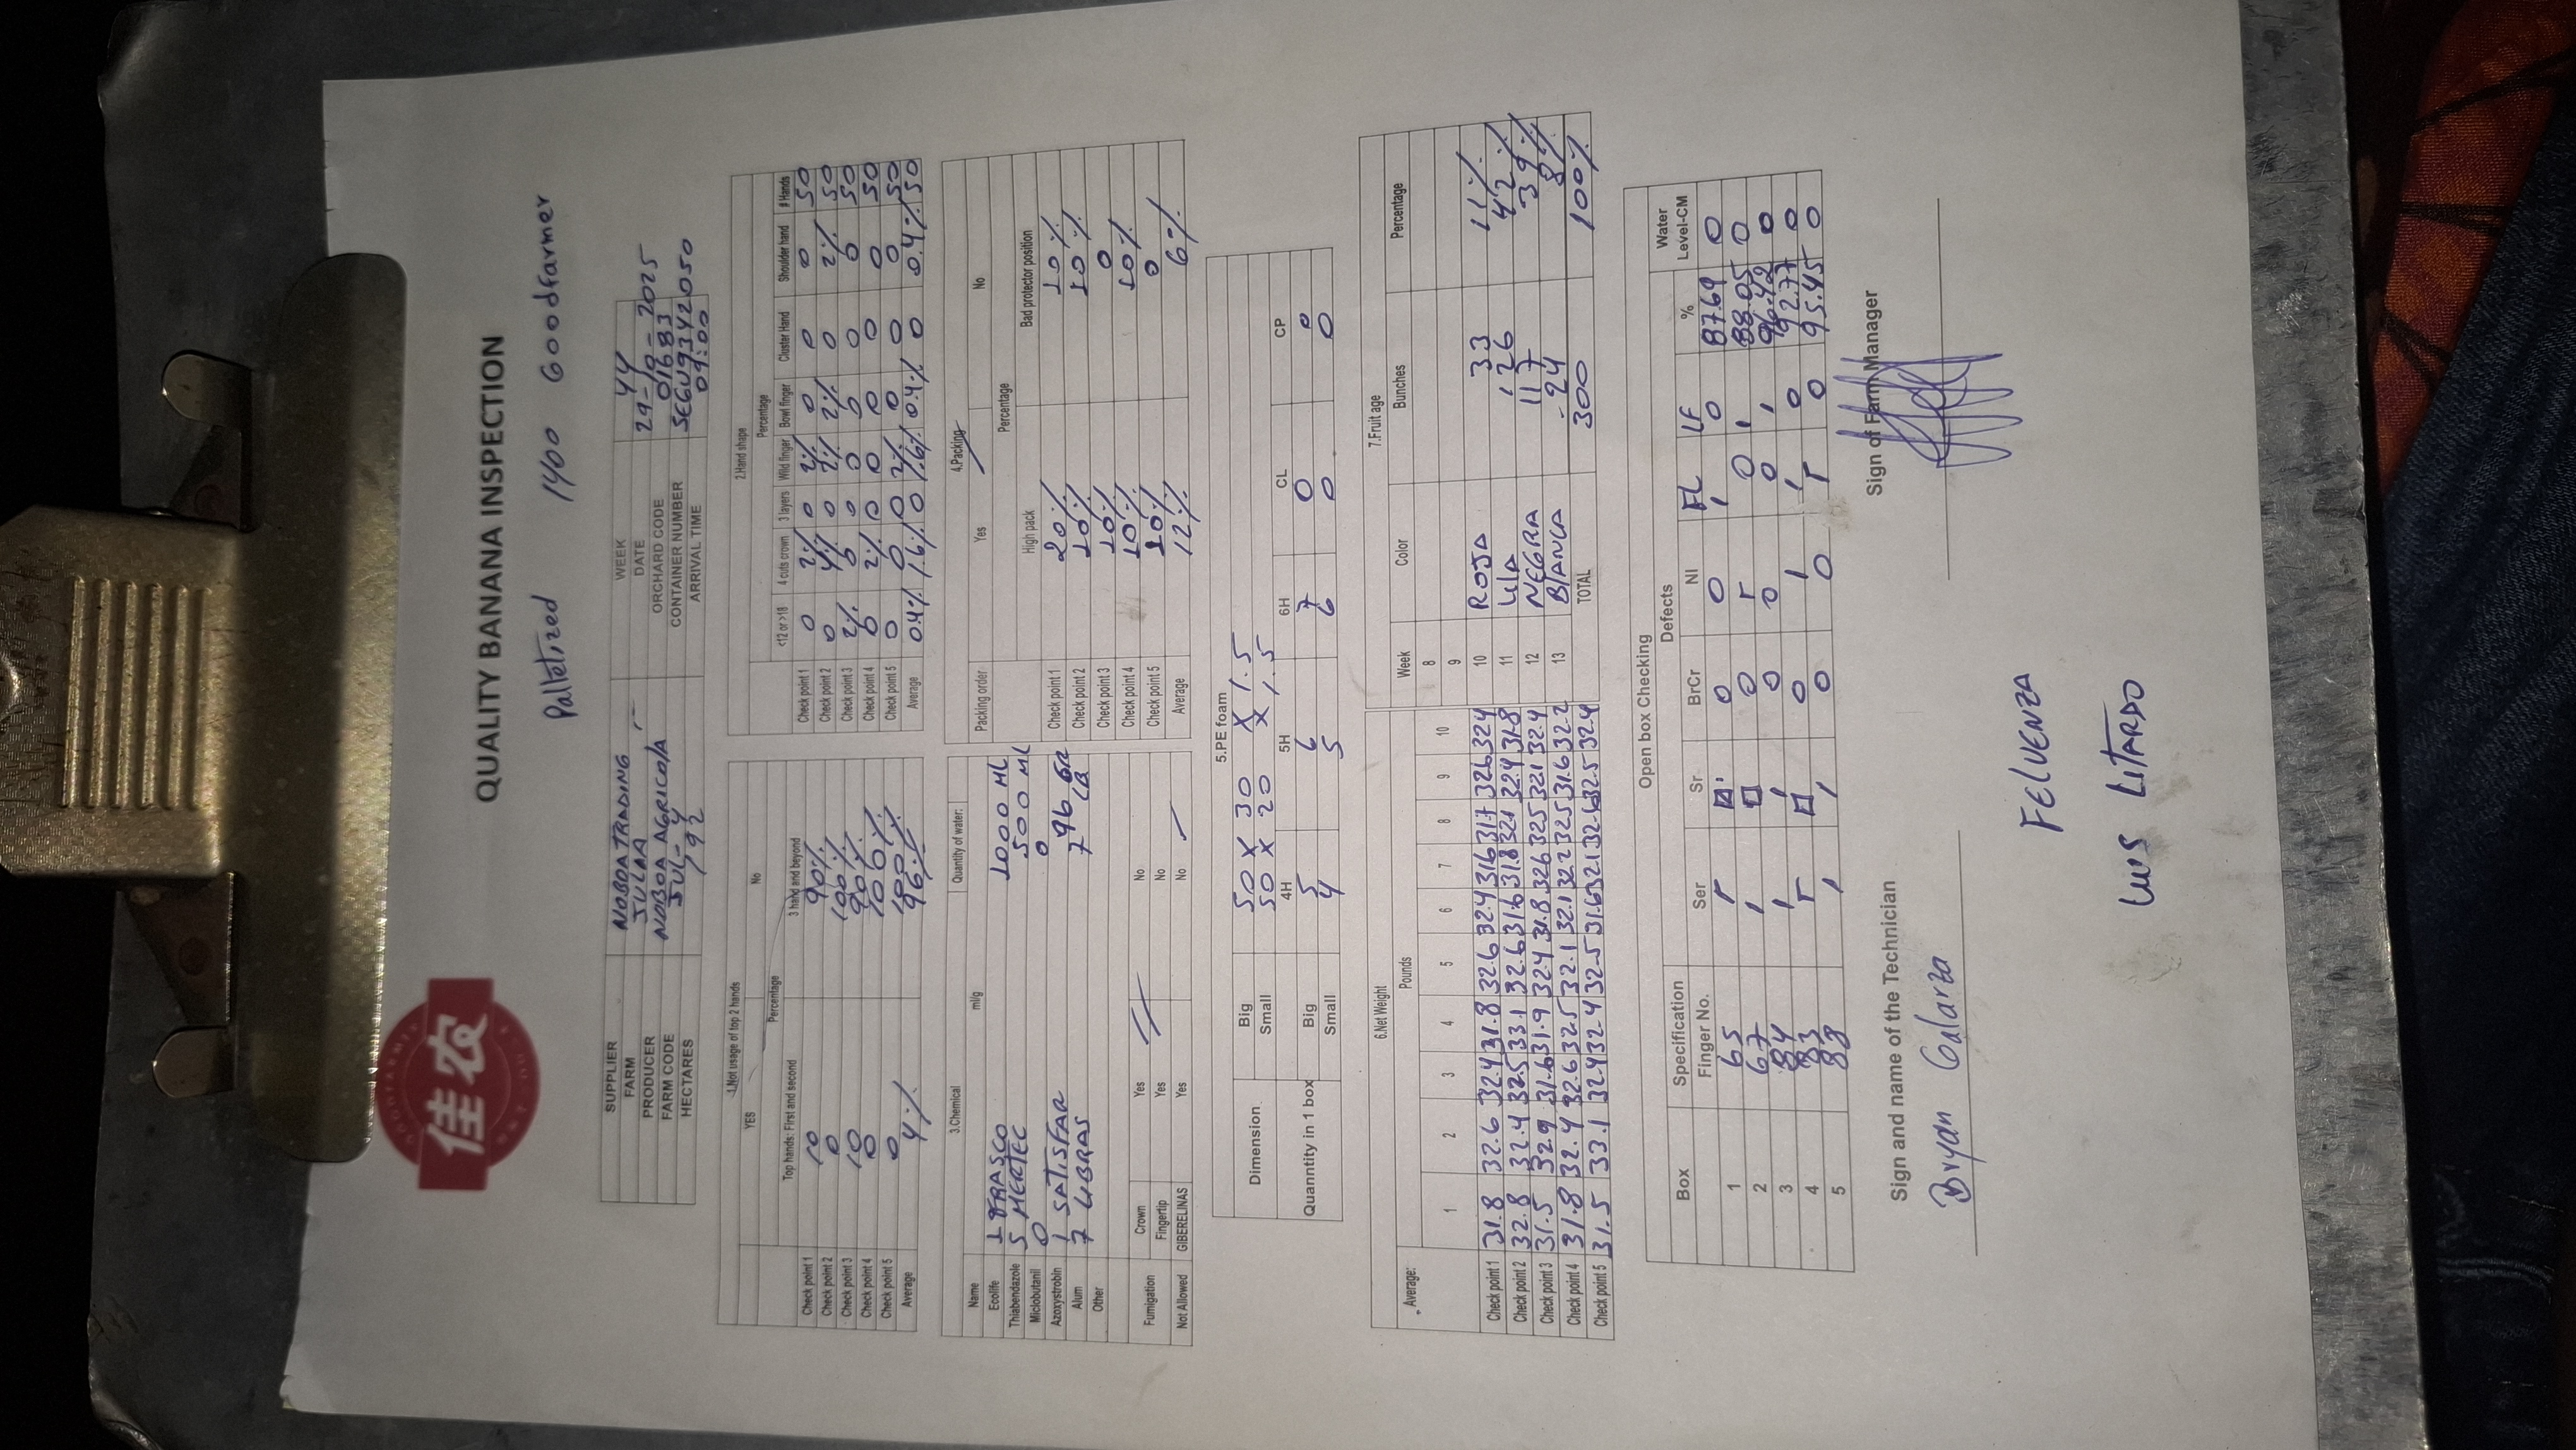 佳农
QUALITY BANANA INSPECTION
Palletized 1400 Goodfarmer
SUPPLIER NOBOA TRADING WEEK 44
FARM JULAA DATE 29-10-2025
PRODUCER NOBOA AGRICOLA ORCHARD CODE 01683
FARM CODE JUL-4 CONTAINER NUMBER SEGU9342050
HECTARES 192 ARRIVAL TIME 09:00
1.Not usage of top 2 hands
YES No
Percentage
Top hands: First and second 3 hand and beyond
Check point 1 10 90%
Check point 2 0 100%
Check point 3 10 90%
Check point 4 0 100%
Check point 5 0 100%
Average 4% 96%
2.Hand shape
Percentage
<12 or >18 4 cuts crown 3 layers Wild finger Bowl finger Cluster Hand Shoulder hand # Hands
Check point 1 0 2% 0 2% 0 0 0 50
Check point 2 0 4% 0 2% 2% 0 2% 50
Check point 3 2% 0 0 0 0 0 0 50
Check point 4 0 2% 0 0 0 0 0 50
Check point 5 0 0 0 2% 0 0 0 50
Average 0.4% 1.6% 0 1.6% 0.4% 0 0.4% 50
3.Chemical Quantity of water:
Name ml/g
Ecolife 1 FRASCO 1000 ML
Thiabendazole 5 MERTEC 500 ML
Miclobutanil 0 0
Azoxystrobin 1 SATISFAR 96 GR
Alum 7 LIBRAS 7 LB
Other
Fumigation Crown Yes No
Fingertip Yes No
Not Allowed GIBERELINAS Yes No
4.Packing
Packing order Yes No
Percentage
High pack Bad protector position
Check point 1 20% 10%
Check point 2 10% 10%
Check point 3 10% 0
Check point 4 10% 10%
Check point 5 10% 0
Average 12% 6%
5.PE foam
Dimension Big 50 X 30 X 1.5
Small 50 X 20 X 1.5
4H 5H 6H CL CP
Quanntity in 1 box Big 5 6 7 0 0
Small 4 5 6 0 0
6.Net Weight
Average: Pounds
1 2 3 4 5 6 7 8 9 10
Check point 1 31.8 32.6 32.4 31.8 32.6 32.4 31.6 31.7 32.6 32.4
Check point 2 32.8 32.4 32.5 33.1 32.6 31.6 31.8 32.1 32.4 31.8
Check point 3 31.5 32.9 31.6 31.9 32.4 31.8 32.6 32.5 32.1 32.4
Check point 4 31.8 32.4 32.6 32.5 32.1 32.1 32.2 32.5 31.6 32.2
Check point 5 31.5 33.1 32.4 32.4 32.5 31.6 32.1 32.6 32.5 32.4
7.Fruit age
Week Color Bunches Percentage
8
9
10 ROJA 33 11%
11 LILA 126 42%
12 NEGRA 117 39%
13 BLANCA 24 8%
TOTAL 300 100%
Open box Checking
Box Specification Defects Water
Finger No. Ser Sr BrCr NI FL LF % Level-CM
1 65 0 0 1 0 87.69 0
2 67 1 0 0 1 88.05 0
3 84 1 1 0 0 0 1 96.42 0
4 83 0 1 1 0 92.77 0
5 88 1 1 0 0 0 95.45 0
Sign and name of the Technician Sign of Farm Manager
Bryan Galarza
FELVENZA
LUIS LITARDO